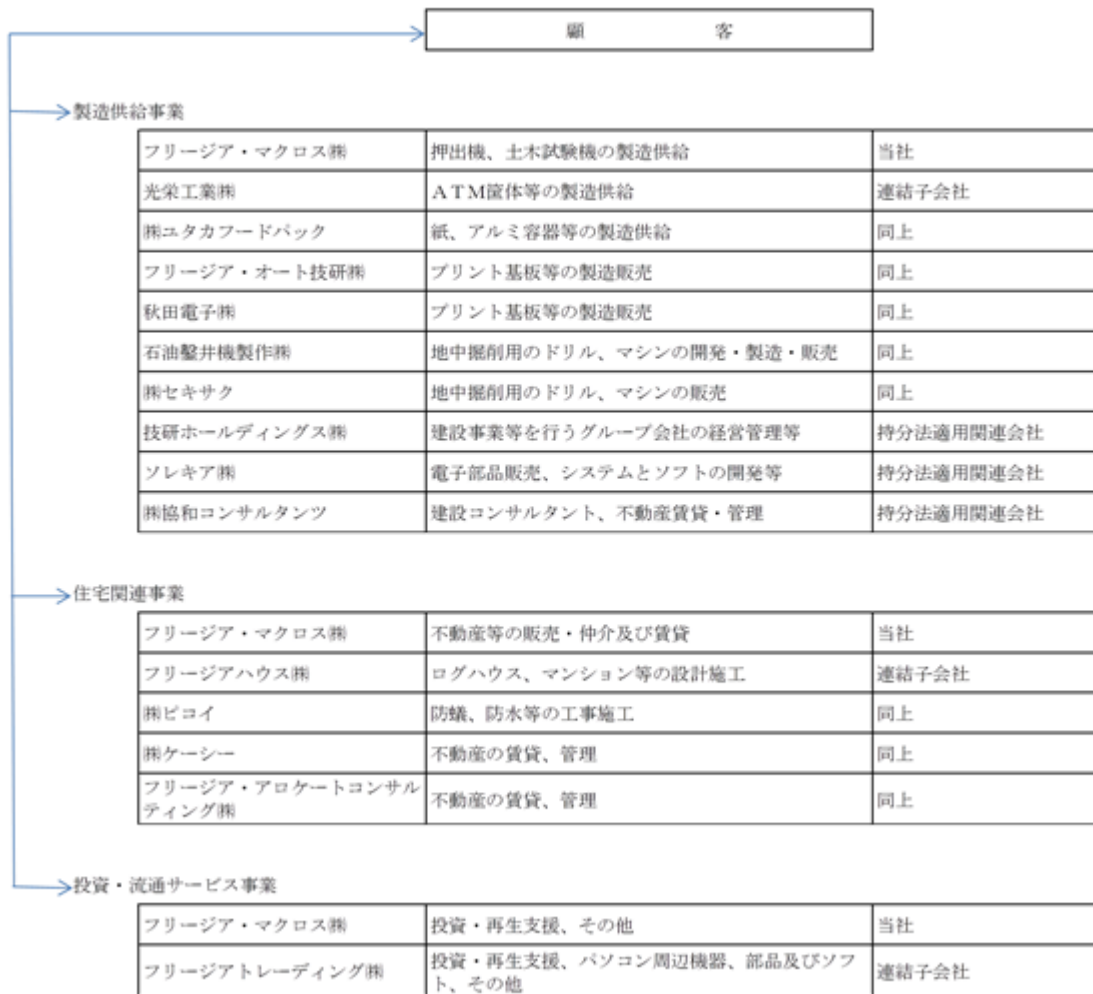 顧客
製造供給事業
フリージア・マクロス㈱ 押出機、土木試験機の製造供給 当社
光栄工業㈱ ATM筐体等の製造供給 連結子会社
㈱ユタカフードパック 紙、アルミ容器等の製造供給 同上
フリージア・オート技研㈱ プリント基板等の製造販売 同上
秋田電子㈱ プリント基板等の製造販売 同上
石油鑿井機製作㈱ 地中掘削用のドリル、マシンの開発・製造・販売 同上
㈱セキサク 地中掘削用のドリル、マシンの販売 同上
技研ホールディングス㈱ 建設事業等を行うグループ会社の経営管理等 持分法適用関連会社
ソレキア㈱ 電子部品販売、システムとソフトの開発等 持分法適用関連会社
㈱協和コンサルタンツ 建設コンサルタント、不動産賃貸・管理 持分法適用関連会社
住宅関連事業
フリージア・マクロス㈱ 不動産等の販売・仲介及び賃貸 当社
フリージアハウス㈱ ログハウス、マンション等の設計施工 連結子会社
㈱ピコイ 防蟻、防水等の工事施工 同上
㈱ケーシー 不動産の賃貸、管理 同上
フリージア・アロケートコンサル
ティング㈱ 不動産の賃貸、管理 同上
投資・流通サービス事業
フリージア・マクロス㈱ 投資・再生支援、その他 当社
フリージアトレーディング㈱ 投資・再生支援、パソコン周辺機器、部品及びソフ
ト、その他 連結子会社